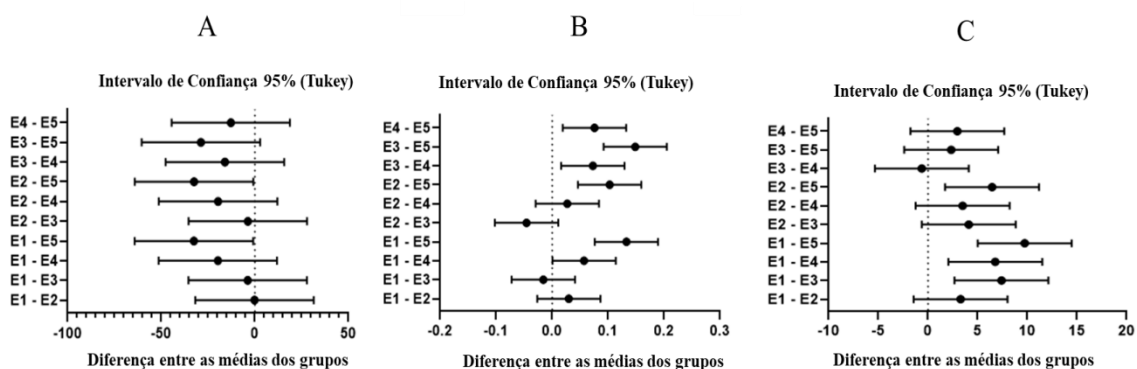 A
Intervalo de Confiança 95% (Tukey)
E4 - E5
E3 - E5
E3 - E4
E2 - E5
E2 - E4
E2 - E3
E1 - E5
E1 - E4
E1 - E3
E1 - E2
-100 -50 0 50
Diferença entre as médias dos grupos
B
Intervalo de Confiança 95% (Tukey)
E4 - E5
E3 - E5
E3 - E4
E2 - E5
E2 - E4
E2 - E3
E1 - E5
E1 - E4
E1 - E3
E1 - E2
-0.2 -0.1 0.0 0.1 0.2 0.3
Diferença entre as médias dos grupos
C
Intervalo de Confiança 95% (Tukey)
E4 - E5
E3 - E5
E3 - E4
E2 - E5
E2 - E4
E2 - E3
E1 - E5
E1 - E4
E1 - E3
E1 - E2
-10 -5 0 5 10 15 20
Diferença entre as médias dos grupos